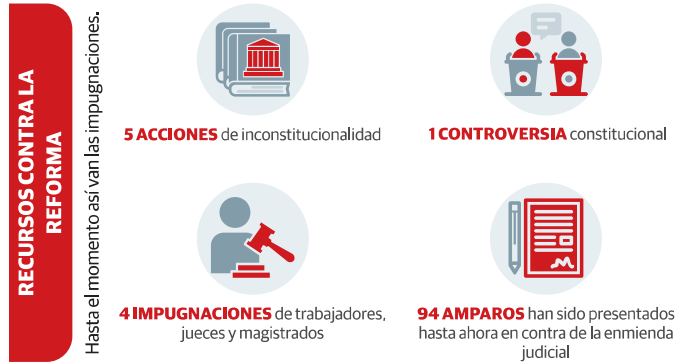 RECURSOS CONTRA LA
REFORMA
Hasta el momento así van las impugnaciones.
5 ACCIONES de inconstitucionalidad
1 CONTROVERSIA constitucional
4 IMPUGNACIONES de trabajadores,
jueces y magistrados
94 AMPAROS han sido presentados
hasta ahora en contra de la enmienda
judicial